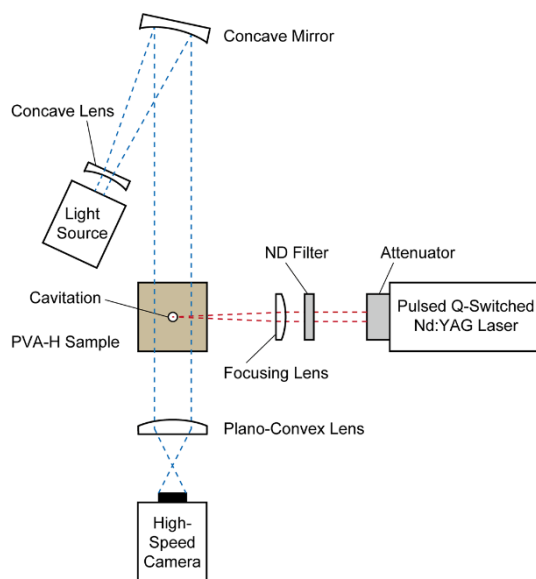 Concave Mirror
Concave Lens
Light
Source
ND Filter
Attenuator
Cavitation
Pulsed Q-Switched
Nd:YAG Laser
PVA-H Sample
Focusing Lens
Plano-Convex Lens
High-
Speed
Camera